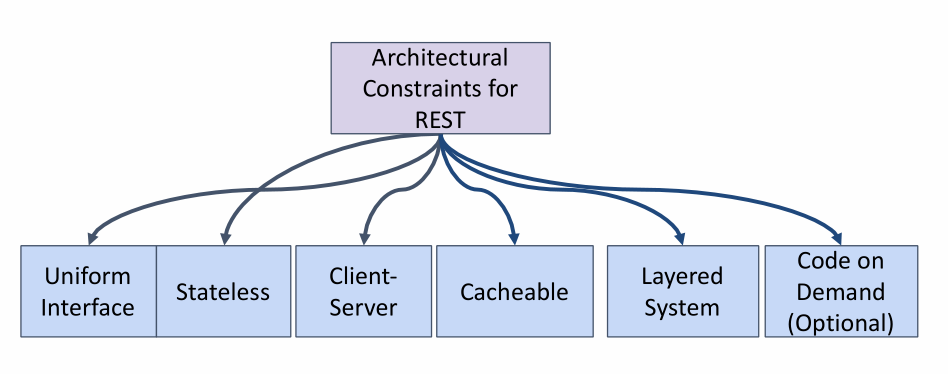 Architectural
Constraints for
REST
Uniform
Interface
Stateless
Client-
Server
Cacheable
Layered
System
Code on
Demand
(Optional)